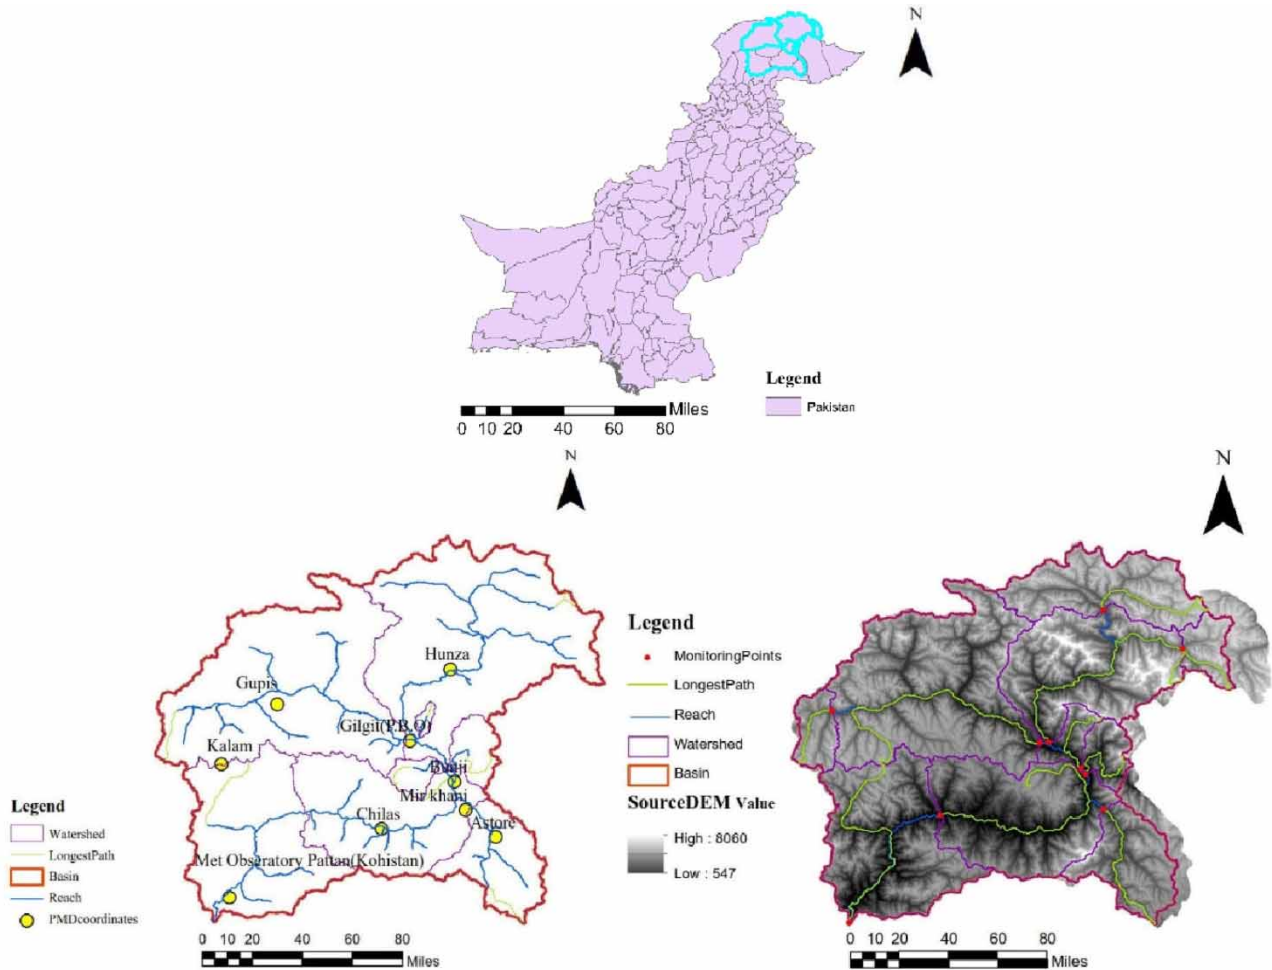 N
Legend
Pakistan
Miles
0 10 20 40 60 80
N
N
Hunza
Gupis
Gilgit(P.B.O)
Kalam
Bunji
Mir khani
Chilas
Astore
Met Obseratory Pattan(Kohistan)
Legend
Watershed
LongestPath
Basin
Reach
PMDcoordinates
0 10 20 40 60 80
Miles
Legend
MonitoringPoints
LongestPath
Reach
Watershed
Basin
SourceDEM Value
High : 8060
Low : 547
0 10 20 40 60 80
Miles